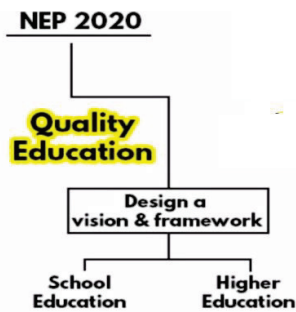 NEP 2020
Quality
Education
Design a
vision & framework
School
Education
Higher
Education